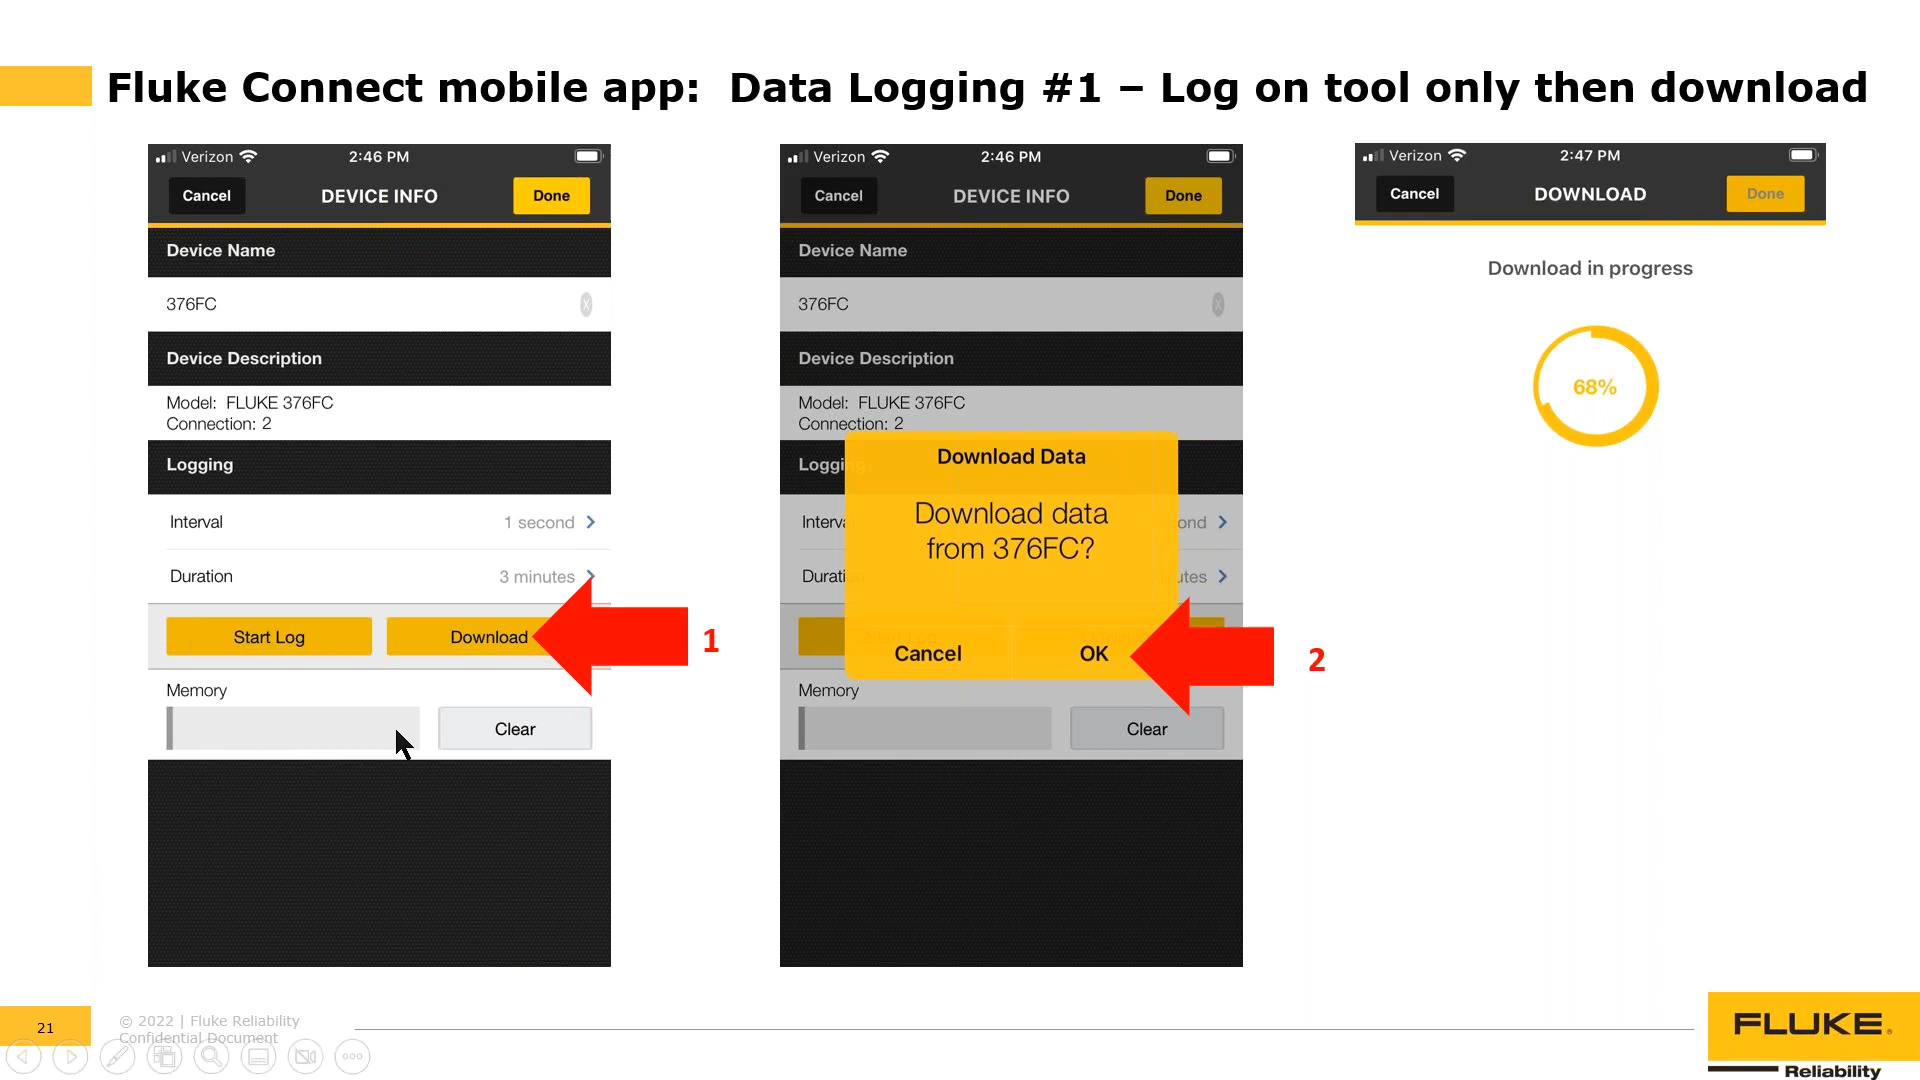 Fluke Connect mobile app:  Data Logging #1 – Log on tool only then download
Verizon 2:46 PM
Cancel DEVICE INFO Done
Device Name
376FC
Device Description
Model: FLUKE 376FC
Connection: 2
Logging
Interval 1 second
Duration 3 minutes
Start Log Download
1
Memory
Clear
Verizon 2:46 PM
Cancel DEVICE INFO Done
Device Name
376FC
Device Description
Model: FLUKE 376FC
Connection: 2
Download Data
Download data
from 376FC?
Cancel OK
2
Memory
Clear
Verizon 2:47 PM
Cancel DOWNLOAD Done
Download in progress
68%
21
© 2022 | Fluke Reliability
Confidential Document
FLUKE®
Reliability